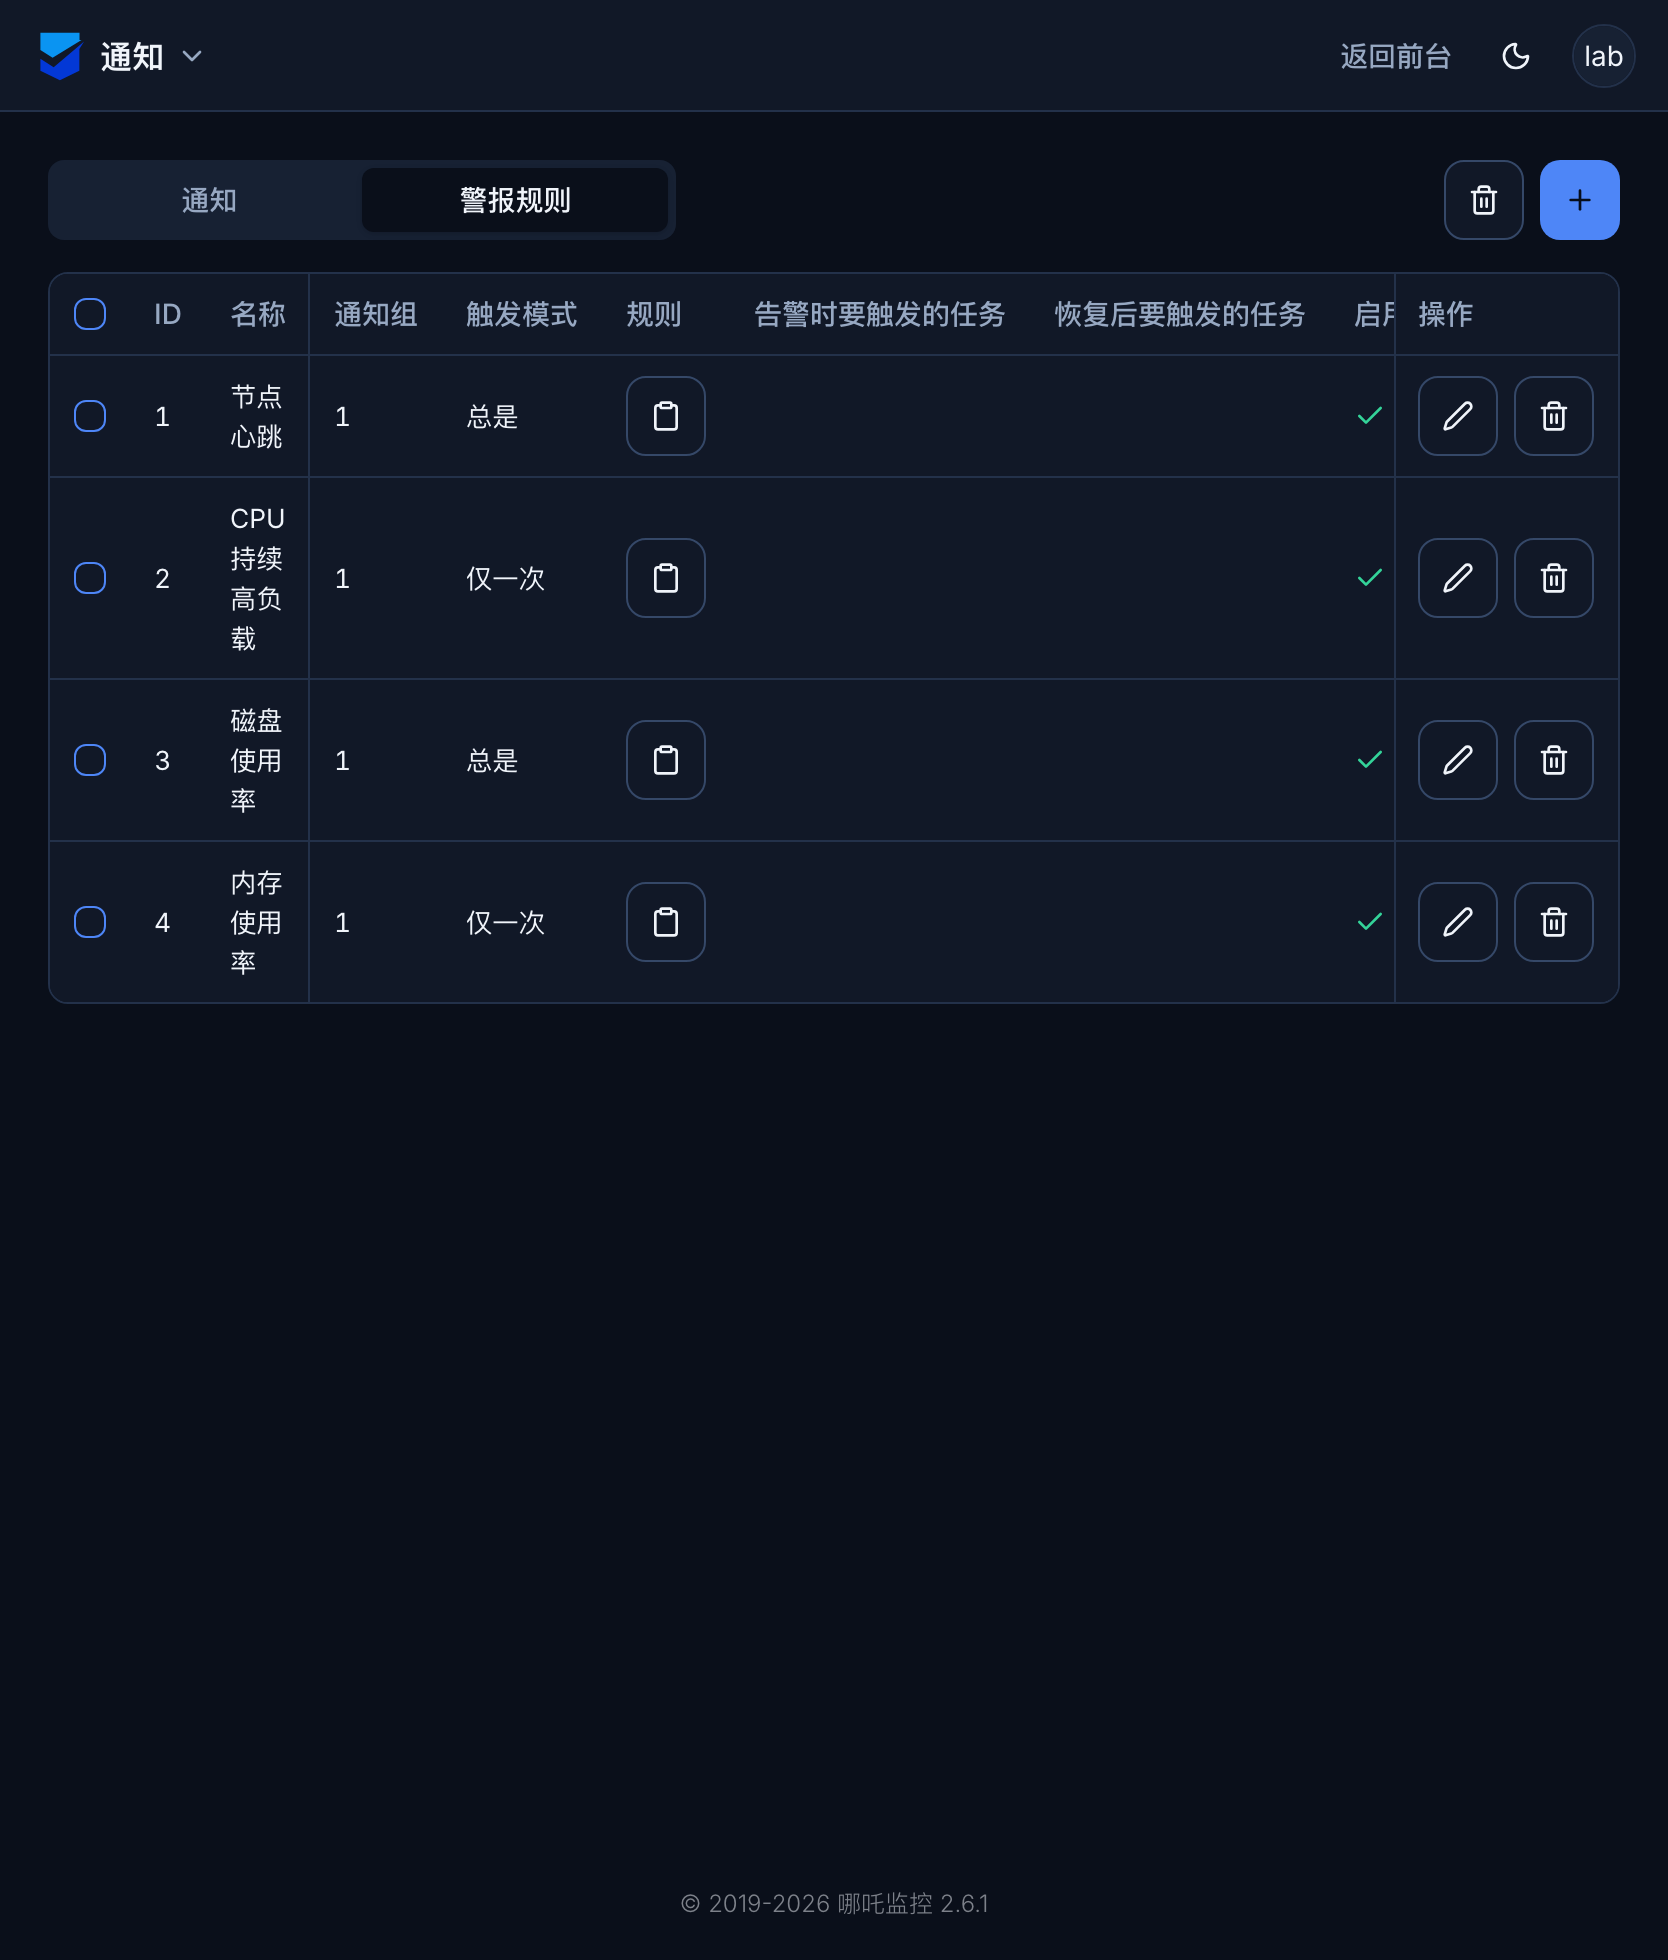 通知
返回前台
lab
通知
警报规则
ID
名称
通知组
触发模式
规则
告警时要触发的任务
恢复后要触发的任务
启
操作
1
节点
心跳
1
总是
2
CPU
持续
高负
载
1
仅一次
3
磁盘
使用
率
1
总是
4
内存
使用
率
1
仅一次
© 2019-2026 哪吒监控 2.6.1